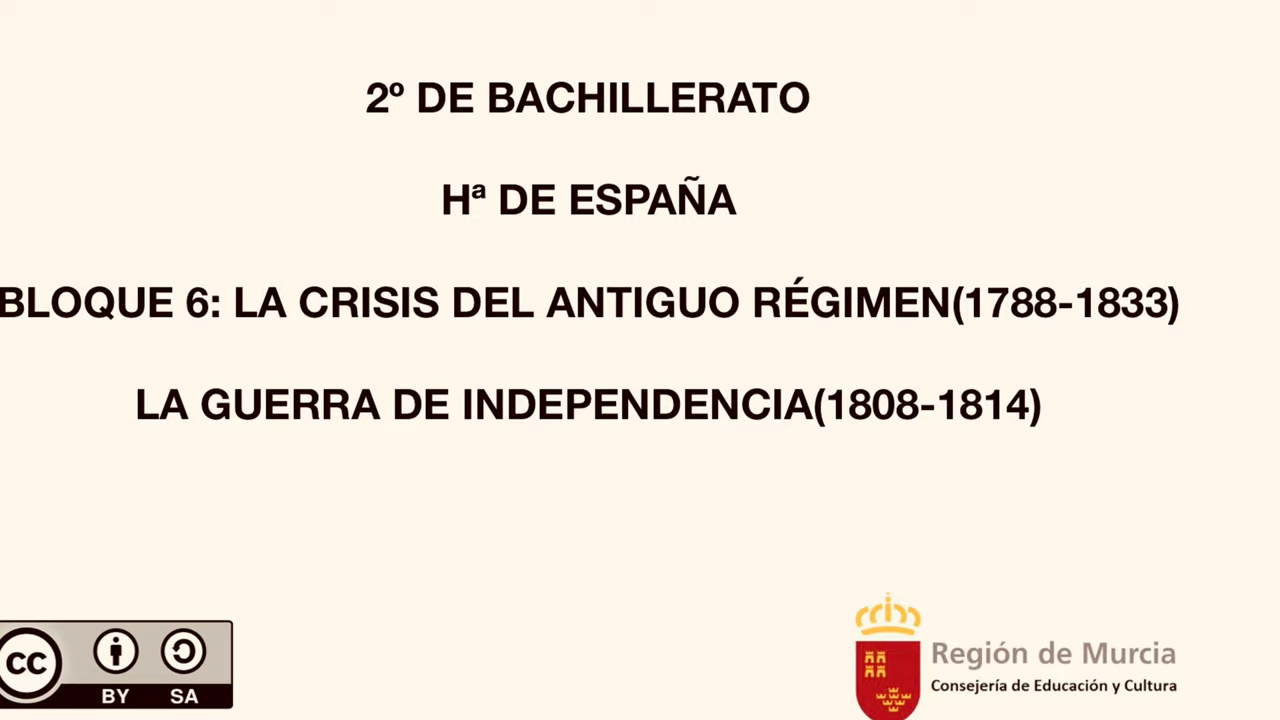 2º DE BACHILLERATO
Hª DE ESPAÑA
BLOQUE 6: LA CRISIS DEL ANTIGUO RÉGIMEN(1788-1833)
LA GUERRA DE INDEPENDENCIA(1808-1814)
cc
BY SA
Región de Murcia
Consejería de Educación y Cultura